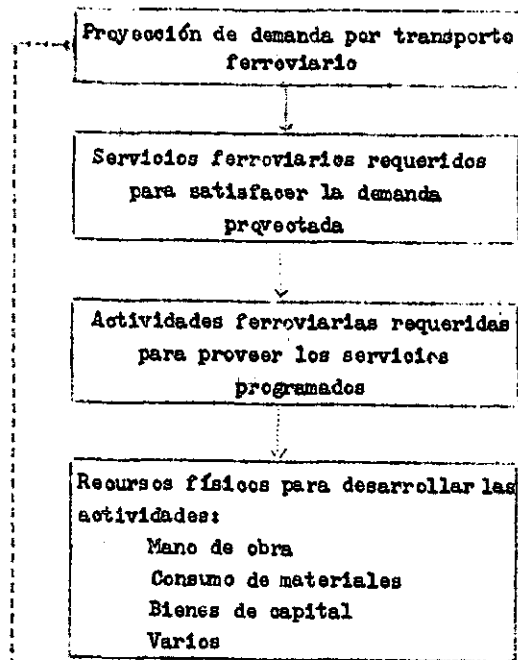 Proyección de demanda por transporte
ferroviario
Servicios ferroviarios requeridos
para satisfacer la demanda
proyectada
Actividades ferroviarias requeridas
para proveer los servicios
programados
Recursos físicos para desarrollar las
actividades:
Mano de obra
Consumo de materiales
Bienes de capital
Varios